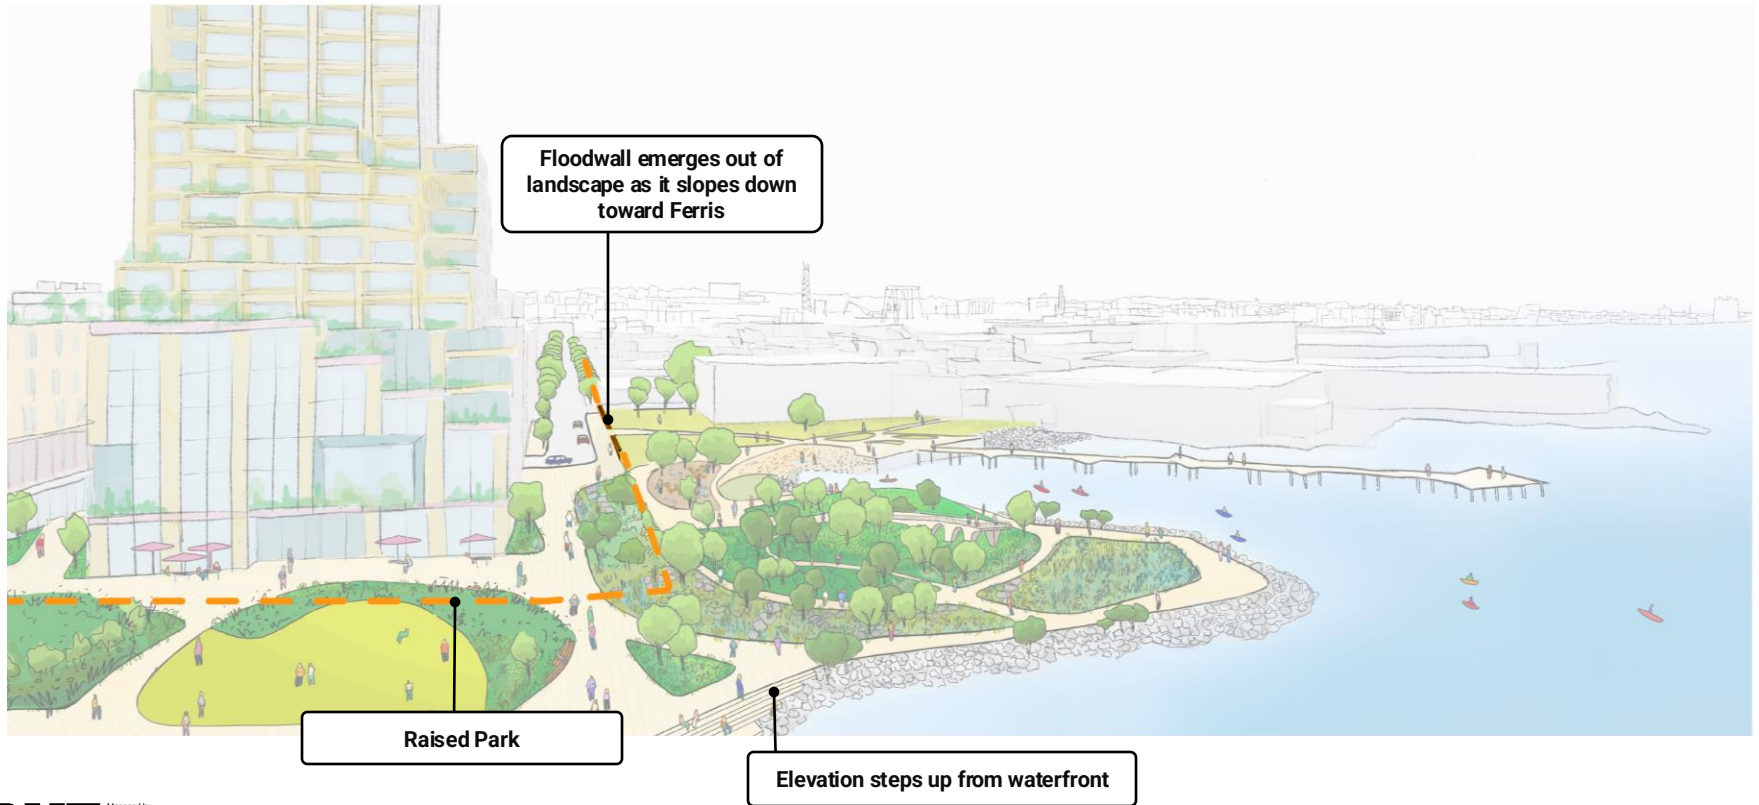 Floodwall emerges out of
landscape as it slopes down
toward Ferris
Raised Park
Elevation steps up from waterfront